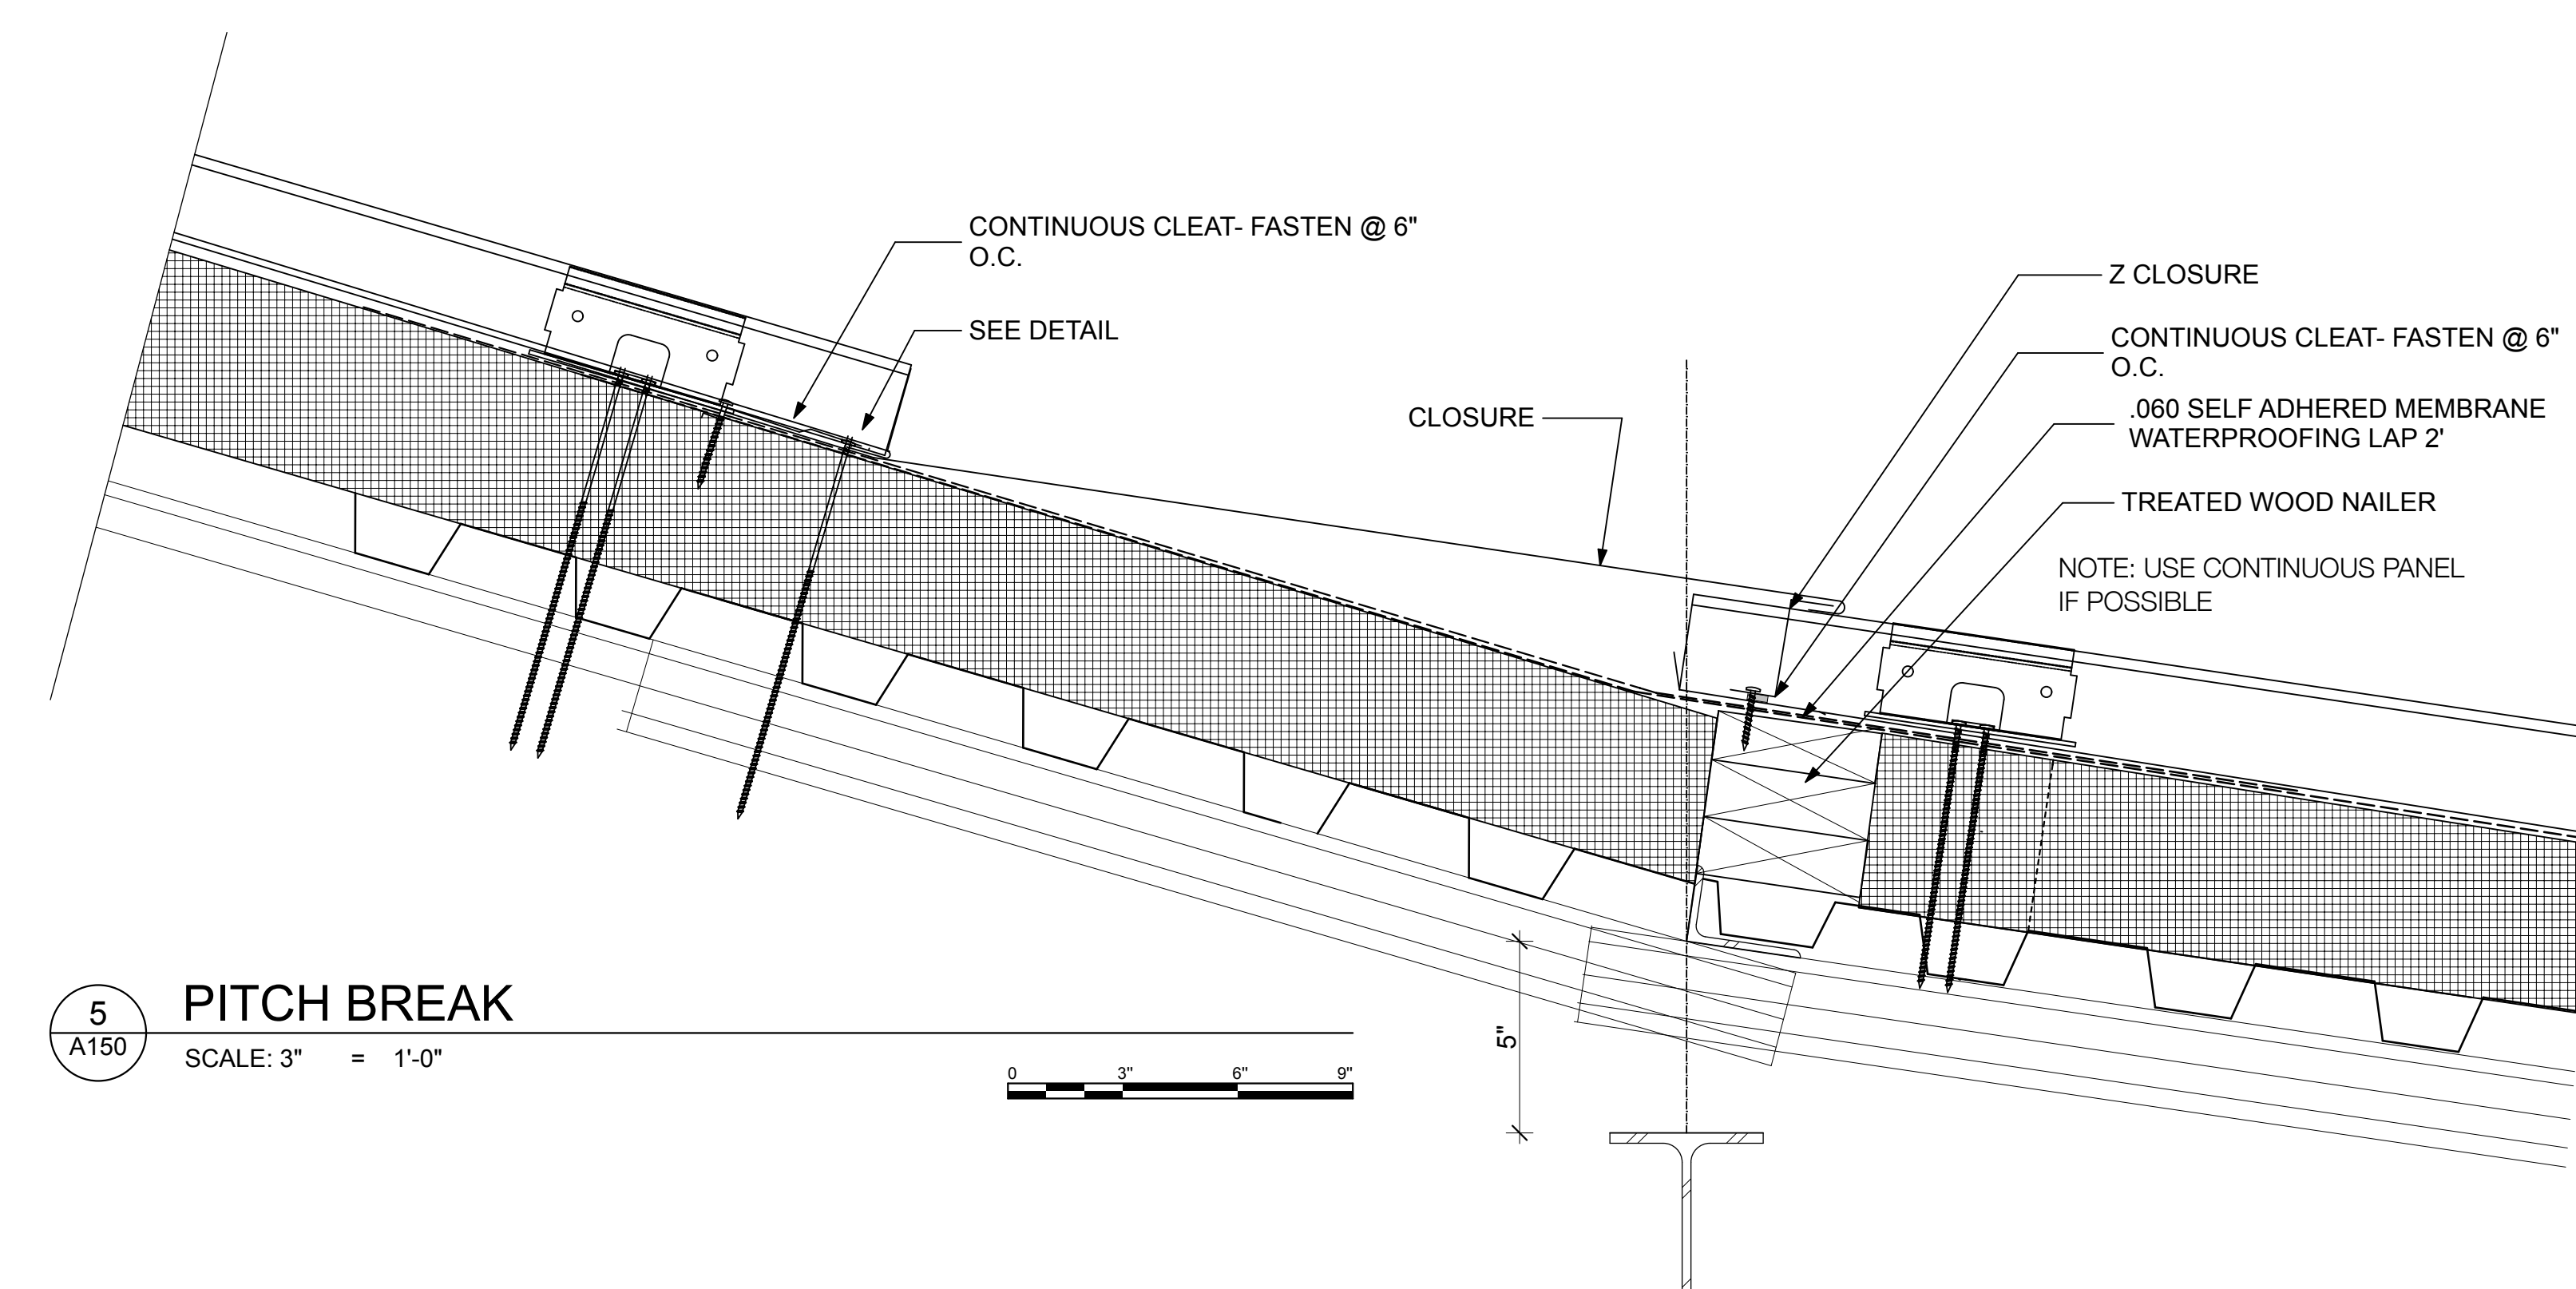 CONTINUOUS CLEAT- FASTEN @ 6"
O.C.
SEE DETAIL
CLOSURE
Z CLOSURE
CONTINUOUS CLEAT- FASTEN @ 6"
O.C.
.060 SELF ADHERED MEMBRANE
WATERPROOFING LAP 2'
TREATED WOOD NAILER
NOTE: USE CONTINUOUS PANEL
IF POSSIBLE
5"
5
A150
PITCH BREAK
SCALE: 3" = 1'-0"
0 3" 6" 9"